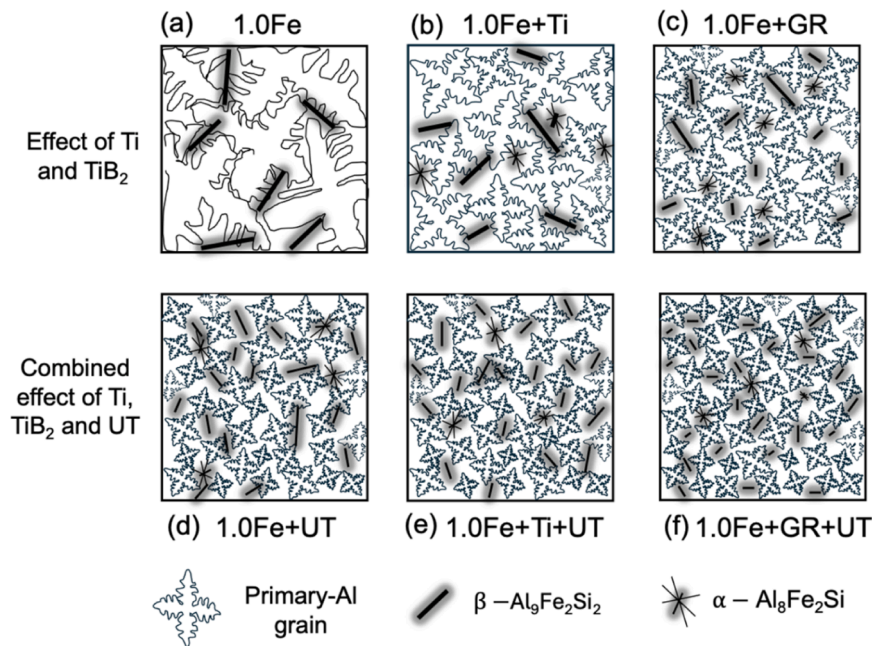 (a) 1.0Fe
(b) 1.0Fe+Ti
(c) 1.0Fe+GR
Effect of Ti
and TiB₂
Combined
effect of Ti,
TiB₂ and UT
(d) 1.0Fe+UT
(e) 1.0Fe+Ti+UT
(f) 1.0Fe+GR+UT
Primary-Al
grain
β −Al₉Fe₂Si₂
α − Al₈Fe₂Si